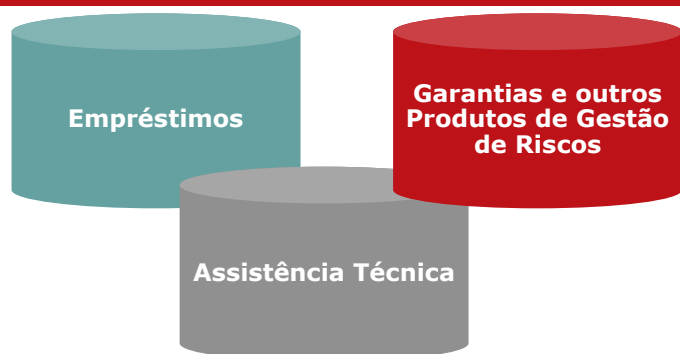 Empréstimos
Garantias e outros
Produtos de Gestão
de Riscos
Assistência Técnica